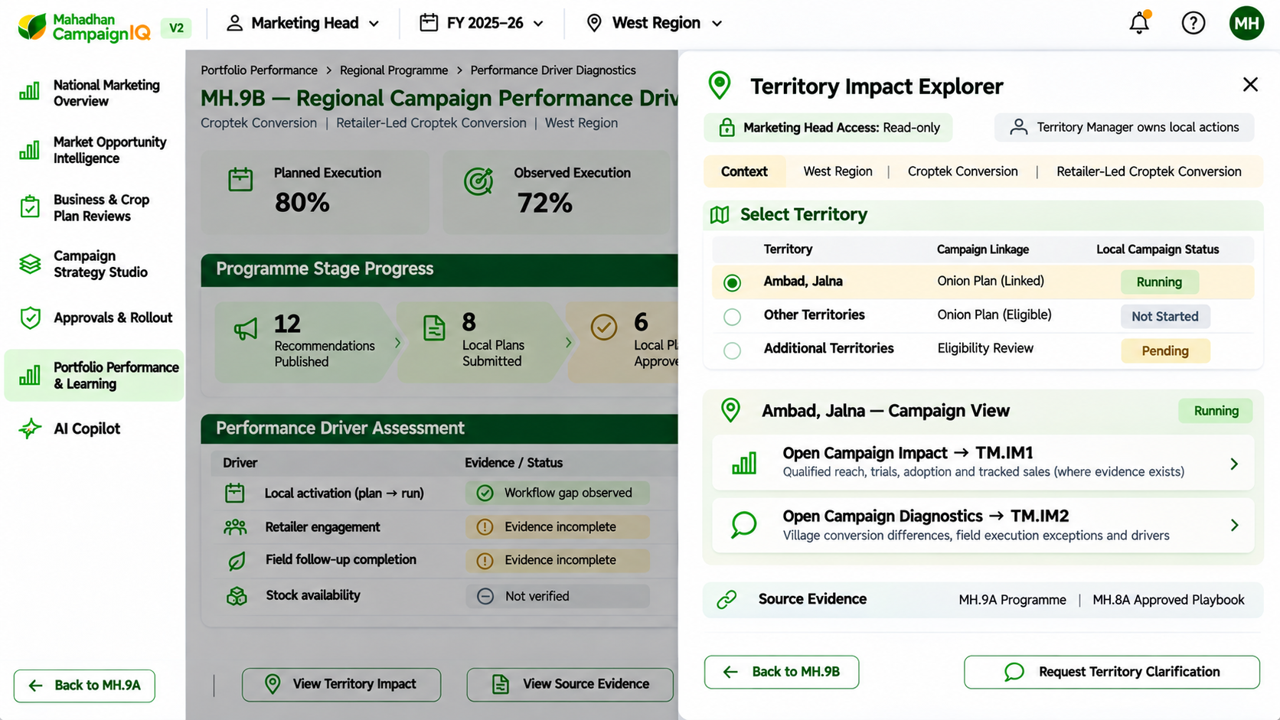 Mahadhan
CampaignIQ
V2
Marketing Head
FY 2025–26
West Region
MH
National Marketing
Overview
Market Opportunity
Intelligence
Business & Crop
Plan Reviews
Campaign
Strategy Studio
Approvals & Rollout
Portfolio Performance
& Learning
AI Copilot
← Back to MH.9A
Portfolio Performance > Regional Programme > Performance Driver Diagnostics
MH.9B — Regional Campaign Performance Driv
Croptek Conversion | Retailer-Led Croptek Conversion | West Region
Planned Execution
80%
Observed Execution
72%
Programme Stage Progress
12
Recommendations
Published
8
Local Plans
Submitted
6
Local Pl
Approve
Performance Driver Assessment
Driver Evidence / Status
Local activation (plan → run) Workflow gap observed
Retailer engagement Evidence incomplete
Field follow-up completion Evidence incomplete
Stock availability Not verified
View Territory Impact
View Source Evidence
Territory Impact Explorer
Marketing Head Access: Read-only
Territory Manager owns local actions
Context West Region | Croptek Conversion | Retailer-Led Croptek Conversion
Select Territory
Territory Campaign Linkage Local Campaign Status
Ambad, Jalna Onion Plan (Linked) Running
Other Territories Onion Plan (Eligible) Not Started
Additional Territories Eligibility Review Pending
Ambad, Jalna — Campaign View Running
Open Campaign Impact → TM.IM1
Qualified reach, trials, adoption and tracked sales (where evidence exists)
Open Campaign Diagnostics → TM.IM2
Village conversion differences, field execution exceptions and drivers
Source Evidence MH.9A Programme | MH.8A Approved Playbook
← Back to MH.9B
Request Territory Clarification